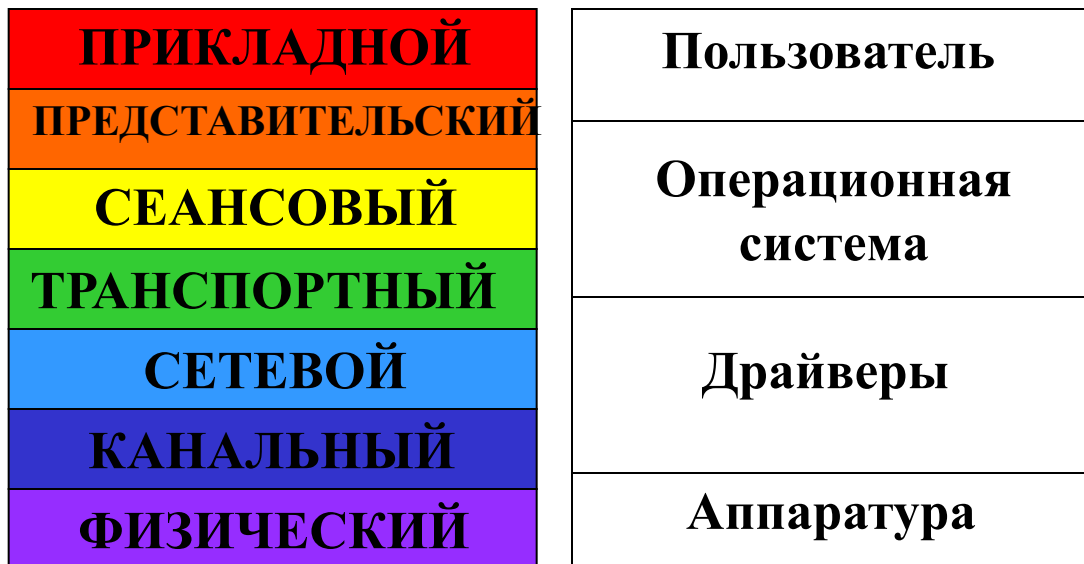 ПРИКЛАДНОЙ
ПРЕДСТАВИТЕЛЬСКИЙ
СЕАНСОВЫЙ
ТРАНСПОРТНЫЙ
СЕТЕВОЙ
КАНАЛЬНЫЙ
ФИЗИЧЕСКИЙ
Пользователь
Операционная
система
Драйверы
Аппаратура